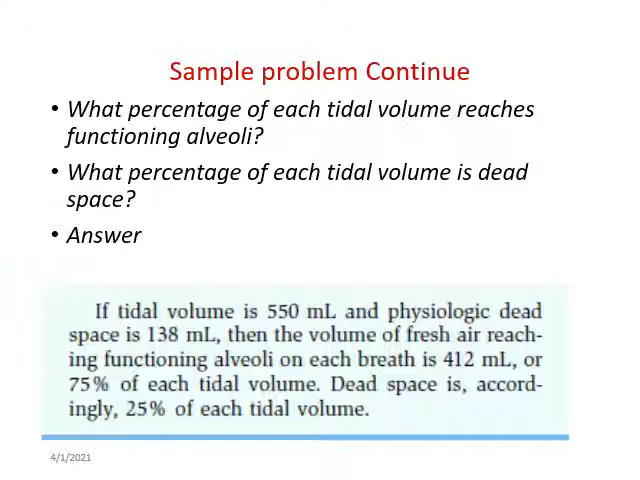 Sample problem Continue
• What percentage of each tidal volume reaches
functioning alveoli?
• What percentage of each tidal volume is dead
space?
• Answer
If tidal volume is 550 mL and physiologic dead
space is 138 mL, then the volume of fresh air reach-
ing functioning alveoli on each breath is 412 mL, or
75% of each tidal volume. Dead space is, accord-
ingly, 25% of each tidal volume.
4/1/2021